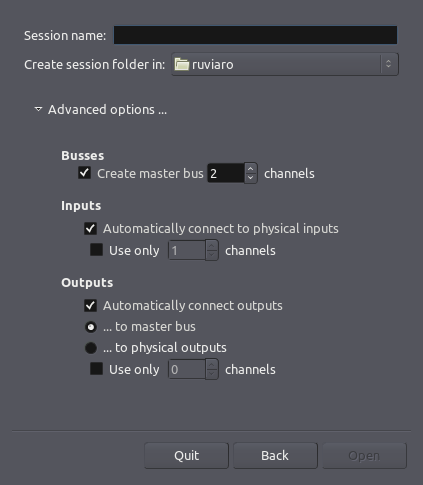 Session name:
Create session folder in: ruviaro
Advanced options ...
Busses
Create master bus 2 channels
Inputs
Automatically connect to physical inputs
Use only 1 channels
Outputs
Automatically connect outputs
... to master bus
... to physical outputs
Use only 0 channels
Quit Back Open